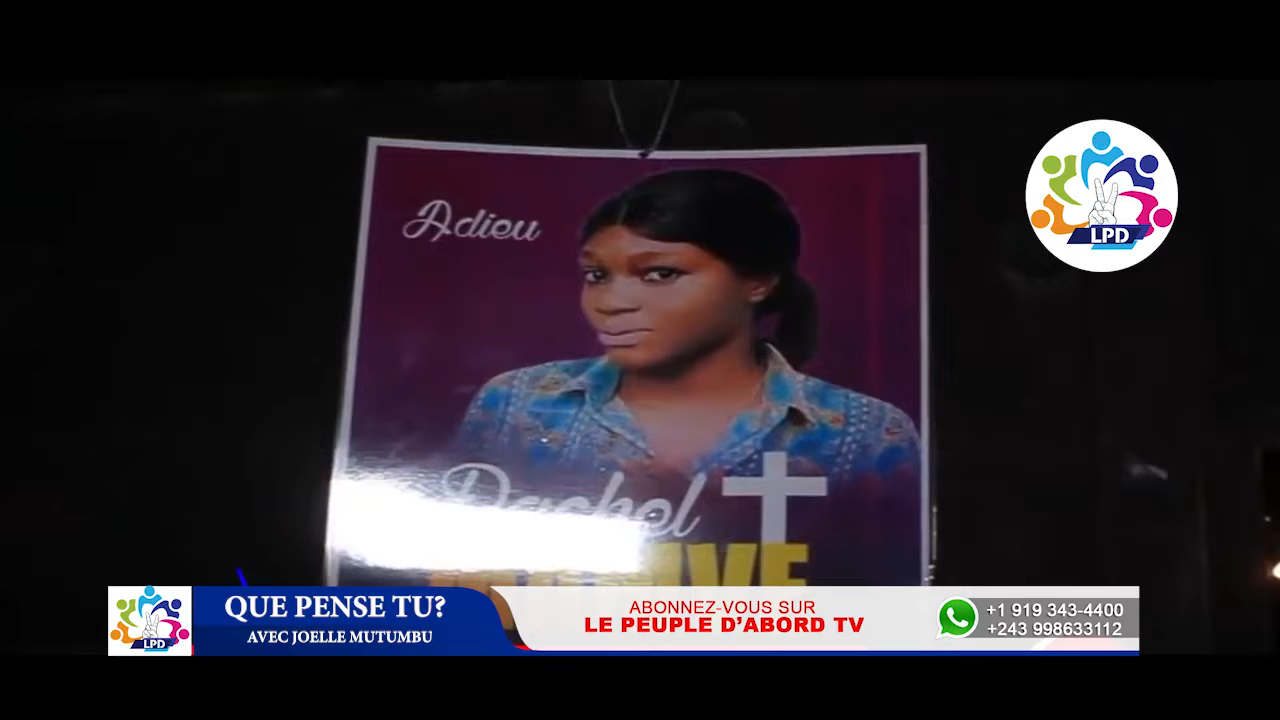 Adieu
Rachel
LPD
LPD
QUE PENSE TU?
AVEC JOELLE MUTUMBU
ABONNEZ-VOUS SUR
LE PEUPLE D'ABORD TV
+1 919 343-4400
+243 998633112